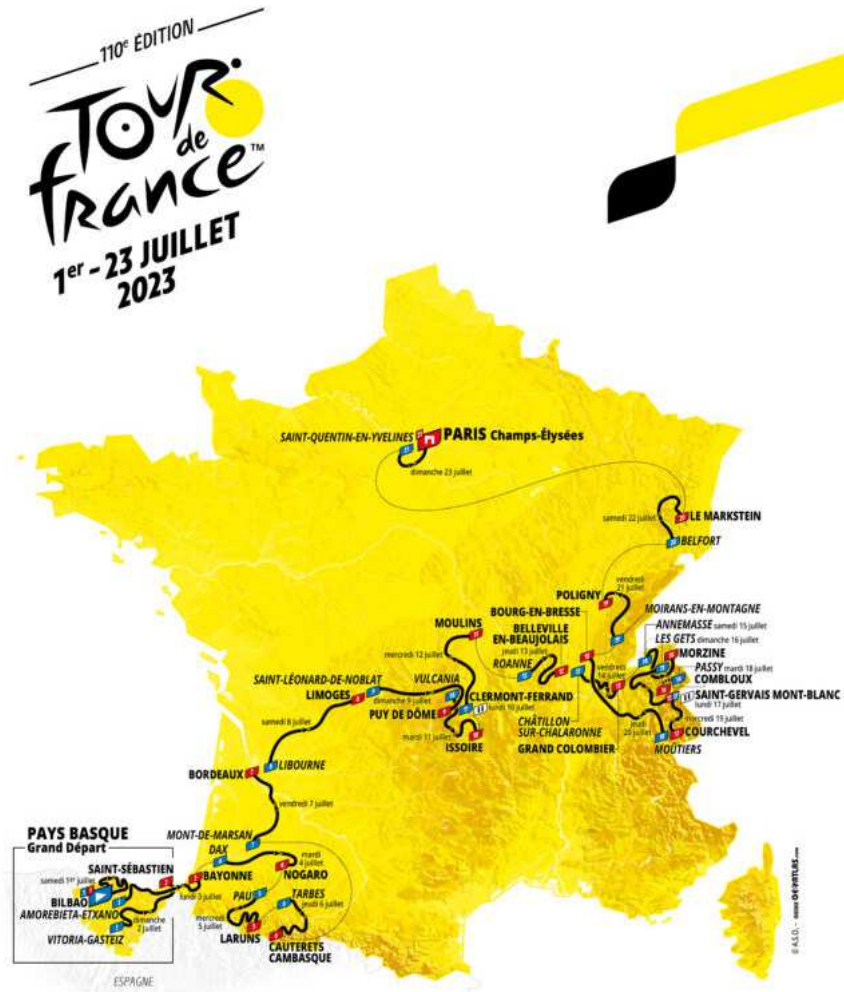 110e ÉDITION
TOUR
de
FRANCE™
1er - 23 JUILLET
2023
SAINT-QUENTIN-EN-YVELINES
PARIS Champs-Élysées
dimanche 23 juillet
samedi 22 juillet
LE MARKSTEIN
BELFORT
vendredi
21 juillet
POLIGNY
MOIRANS-EN-MONTAGNE
BOURG-EN-BRESSE
ANNEMASSE samedi 15 juillet
MOULINS
BELLEVILLE
EN-BEAUJOLAIS
LES GETS dimanche 16 juillet
jeudi 13 juillet
MORZINE
mercredi 12 juillet
ROANNE
PASSY mardi 18 juillet
vendredi
14 juillet
COMBLOUX
SAINT-LÉONARD-DE-NOBLAT
VULCANIA
LIMOGES
dimanche 9 juillet
CLERMONT-FERRAND
lundi 10 juillet
SAINT-GERVAIS MONT-BLANC
lundi 17 juillet
PUY DE DÔME
CHÂTILLON
SUR-CHALARONNE
mercredi 19 juillet
samedi 8 juillet
mardi 11 juillet
jeudi
20 juillet
COURCHEVEL
ISSOIRE
GRAND COLOMBIER
MOÛTIERS
BORDEAUX
LIBOURNE
vendredi 7 juillet
PAYS BASQUE
Grand Départ
MONT-DE-MARSAN
DAX
mardi
4 juillet
SAINT-SÉBASTIEN
samedi 1er juillet
BAYONNE
NOGARO
lundi 3 juillet
BILBAO
PAU
TARBES
jeudi 6 juillet
AMOREBIETA-ETXANO
dimanche
2 juillet
mercredi
5 juillet
VITORIA-GASTEIZ
LARUNS
CAUTERETS
CAMBASQUE
ESPAGNE
© A.S.O. -